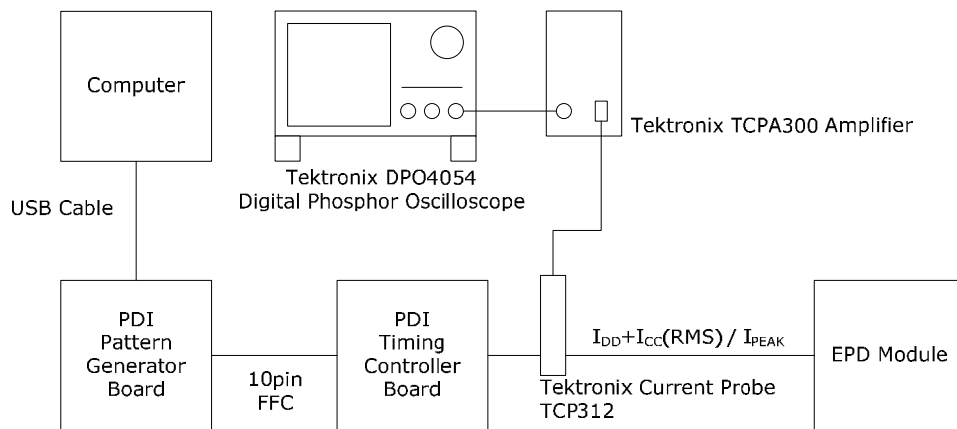 Computer
Tektronix TCPA300 Amplifier
Tektronix DPO4054
Digital Phosphor Oscilloscope
USB Cable
PDI
Pattern
Generator
Board
10pin
FFC
PDI
Timing
Controller
Board
IDD+ICC(RMS) / IPEAK
Tektronix Current Probe
TCP312
EPD Module